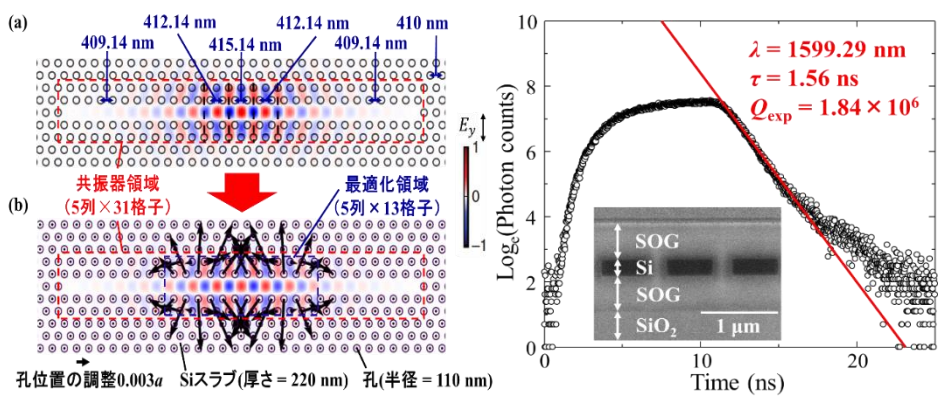 (a)
412.14 nm
412.14 nm
410 nm
409.14 nm
415.14 nm
409.14 nm
E_y
1
0
−1
共振器領域
(5列×31格子)
最適化領域
(5列×13格子)
(b)
孔位置の調整0.003a
Siスラブ(厚さ = 220 nm)
孔(半径 = 110 nm)
Log_e(Photon counts)
10
8
6
4
2
0
λ = 1599.29 nm
τ = 1.56 ns
Q_exp = 1.84 × 10^6
SOG
Si
SOG
SiO₂
1 μm
0
5
10
15
20
25
Time (ns)